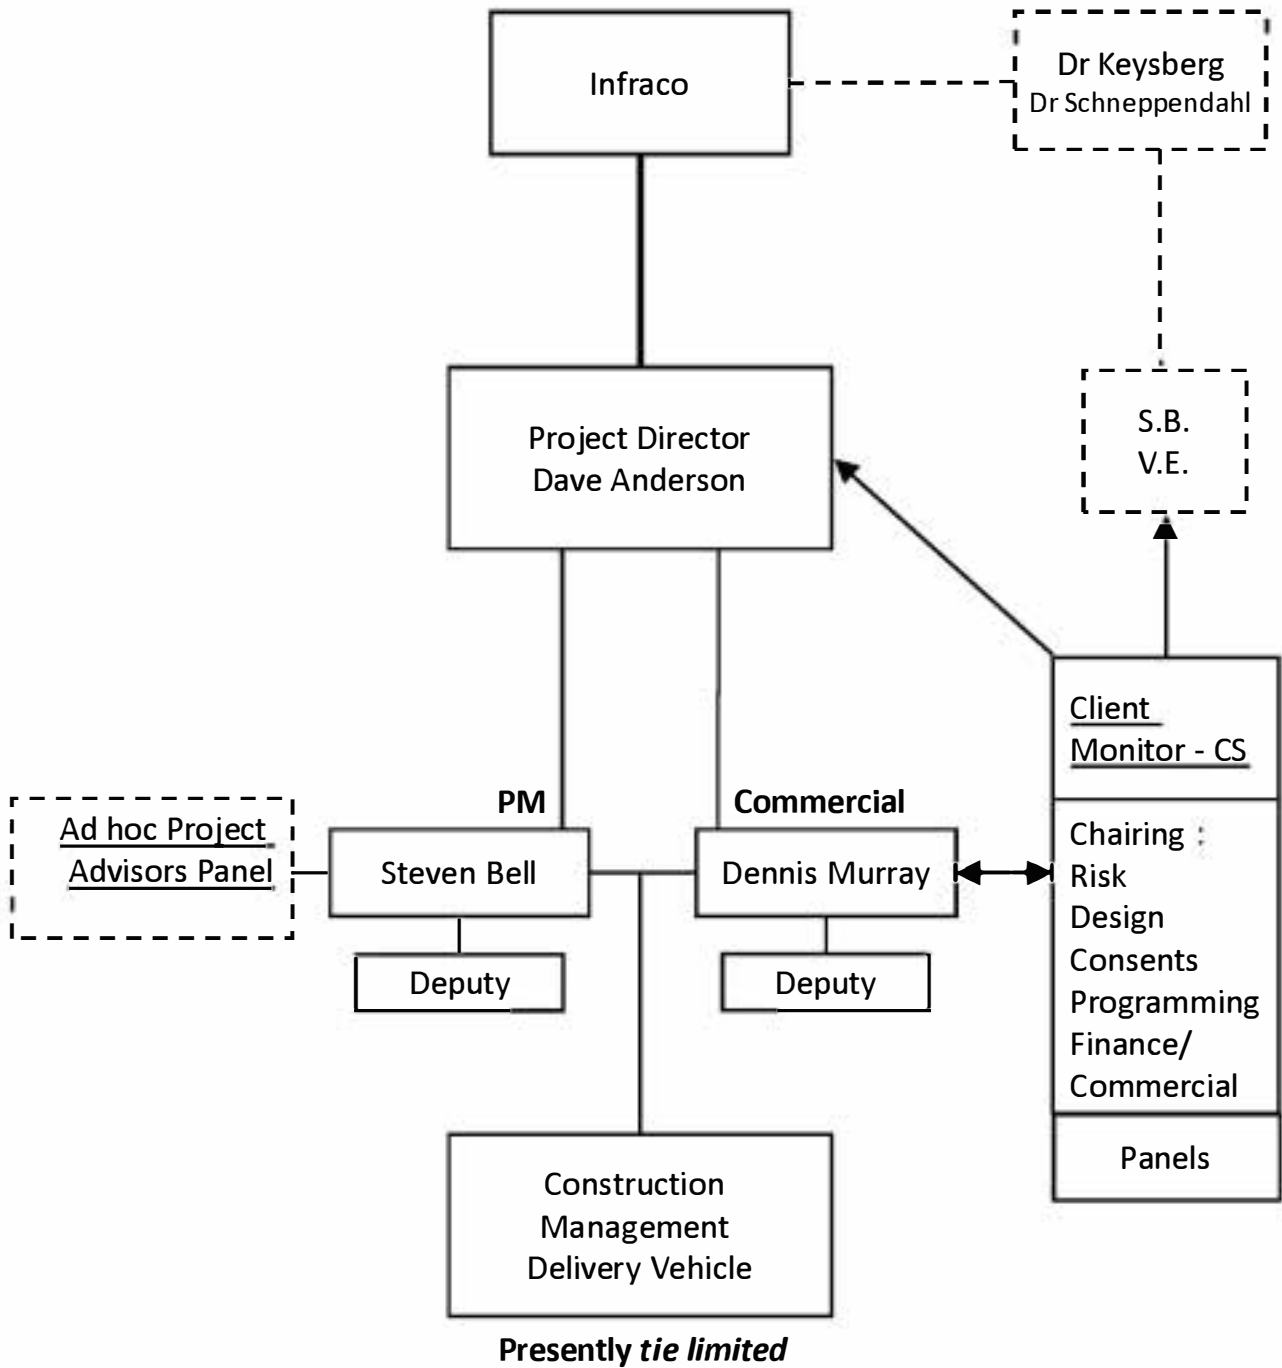 Infraco
Dr Keysberg
Dr Schneppendahl
Project Director
Dave Anderson
S.B.
V.E.
Client
Monitor - CS
PM
Commercial
Ad hoc Project
Advisors Panel
Steven Bell
Dennis Murray
Deputy
Deputy
Chairing :
Risk
Design
Consents
Programming
Finance/
Commercial
Panels
Construction
Management
Delivery Vehicle
Presently tie limited